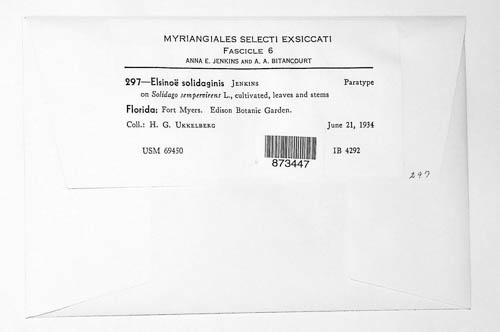 MYRIANGIALES SELECTI EXSICCATI
FASCICLE 6
ANNA E. JENKINS AND A. A. BITANCOURT
297—Elsinoë solidaginis JENKINS Paratype
on Solidago sempervirens L., cultivated, leaves and stems
Florida: Fort Myers. Edison Botanic Garden.
Coll.: H. G. UKKELBERG June 21, 1934
USM 69450 IB 4292
873447
297